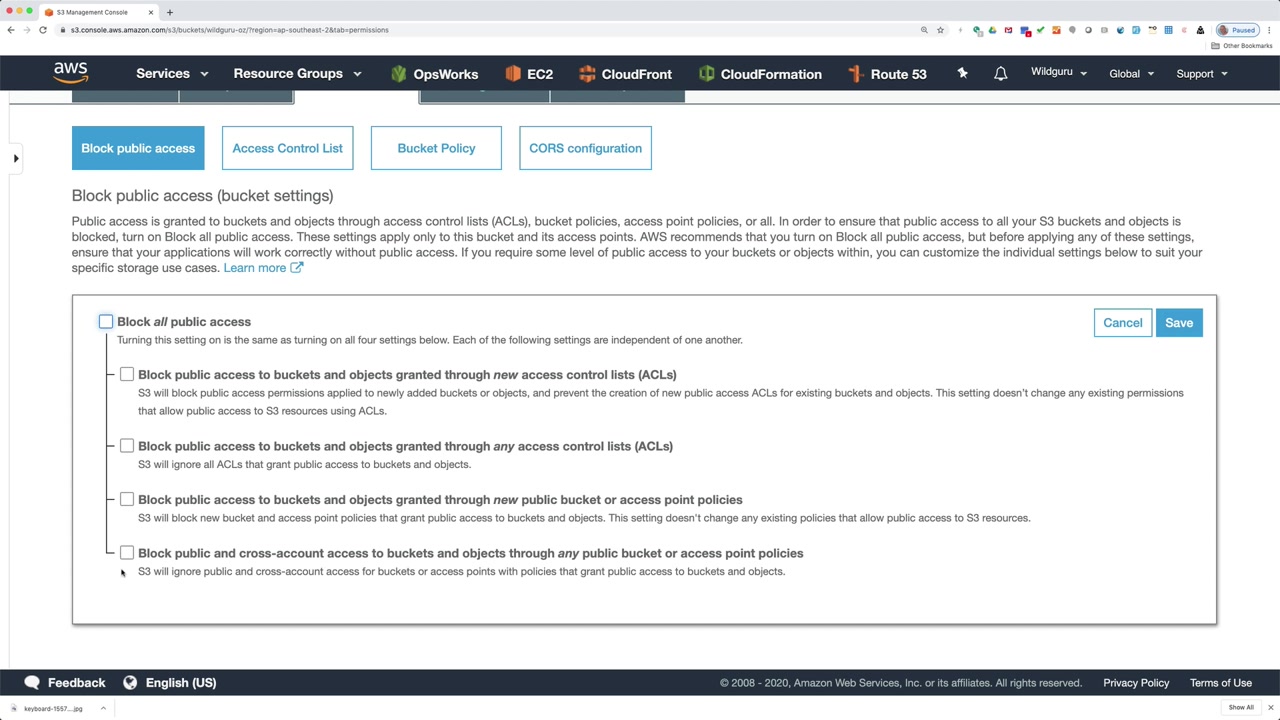 S3 Management Console
s3.console.aws.amazon.com/s3/buckets/wildguru-oz/?region=ap-southeast-2&tab=permissions
Paused
Other Bookmarks
aws
Services
Resource Groups
OpsWorks
EC2
CloudFront
CloudFormation
Route 53
Wildguru
Global
Support
Block public access
Access Control List
Bucket Policy
CORS configuration
Block public access (bucket settings)
Public access is granted to buckets and objects through access control lists (ACLs), bucket policies, access point policies, or all. In order to ensure that public access to all your S3 buckets and objects is
blocked, turn on Block all public access. These settings apply only to this bucket and its access points. AWS recommends that you turn on Block all public access, but before applying any of these settings,
ensure that your applications will work correctly without public access. If you require some level of public access to your buckets or objects within, you can customize the individual settings below to suit your
specific storage use cases. Learn more
Block all public access
Cancel
Save
Turning this setting on is the same as turning on all four settings below. Each of the following settings are independent of one another.
Block public access to buckets and objects granted through new access control lists (ACLs)
S3 will block public access permissions applied to newly added buckets or objects, and prevent the creation of new public access ACLs for existing buckets and objects. This setting doesn't change any existing permissions
that allow public access to S3 resources using ACLs.
Block public access to buckets and objects granted through any access control lists (ACLs)
S3 will ignore all ACLs that grant public access to buckets and objects.
Block public access to buckets and objects granted through new public bucket or access point policies
S3 will block new bucket and access point policies that grant public access to buckets and objects. This setting doesn't change any existing policies that allow public access to S3 resources.
Block public and cross-account access to buckets and objects through any public bucket or access point policies
S3 will ignore public and cross-account access for buckets or access points with policies that grant public access to buckets and objects.
Feedback
English (US)
© 2008 - 2020, Amazon Web Services, Inc. or its affiliates. All rights reserved.
Privacy Policy
Terms of Use
keyboard-1557....jpg
Show All